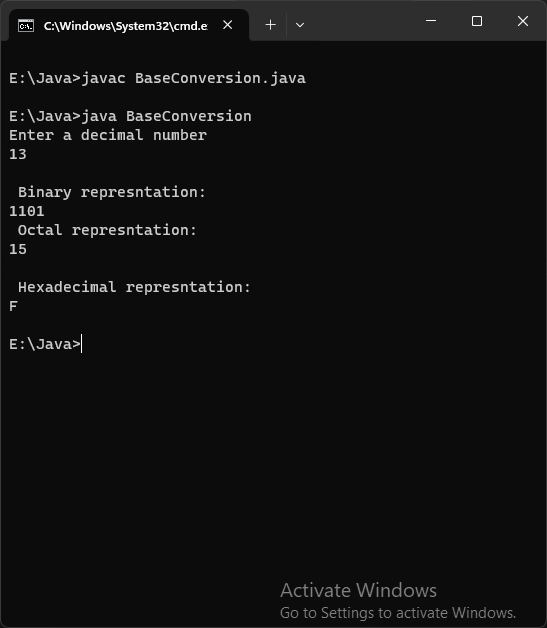 C:\Windows\System32\cmd.e
E:\Java>javac BaseConversion.java
E:\Java>java BaseConversion
Enter a decimal number
13
Binary represntation:
1101
Octal represntation:
15
Hexadecimal represntation:
F
E:\Java>
Activate Windows
Go to Settings to activate Windows.